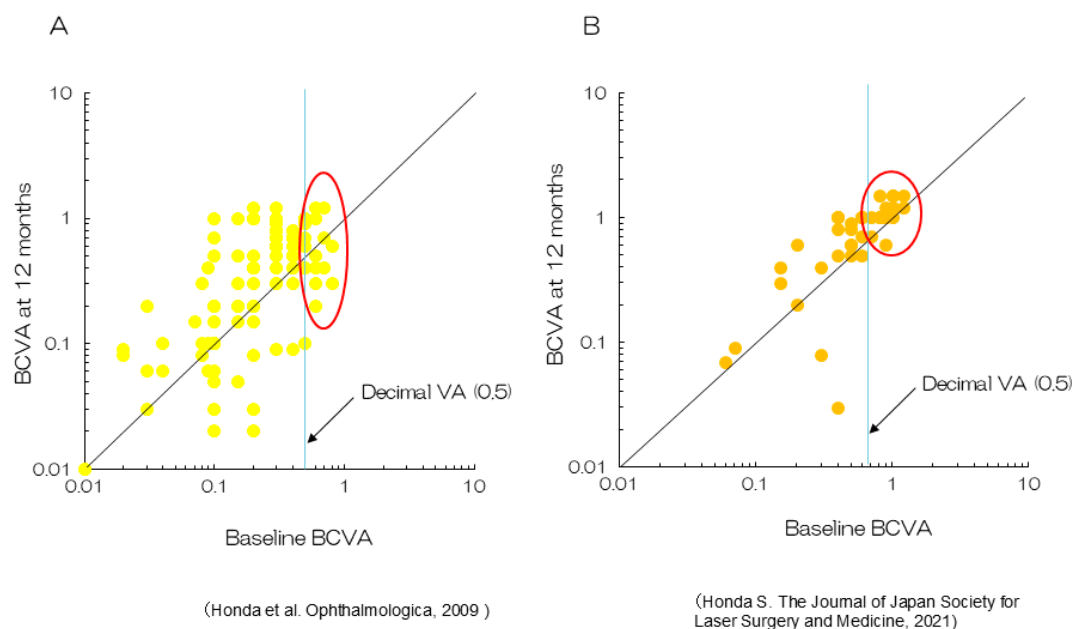 A
B
10
1
0.1
0.01
0.01
0.1
1
10
BCVA at 12 months
Baseline BCVA
Decimal VA (0.5)
10
1
0.1
0.01
0.01
0.1
1
10
BCVA at 12 months
Baseline BCVA
Decimal VA (0.5)
(Honda et al. Ophthalmologica, 2009 )
(Honda S. The Journal of Japan Society for
Laser Surgery and Medicine, 2021)